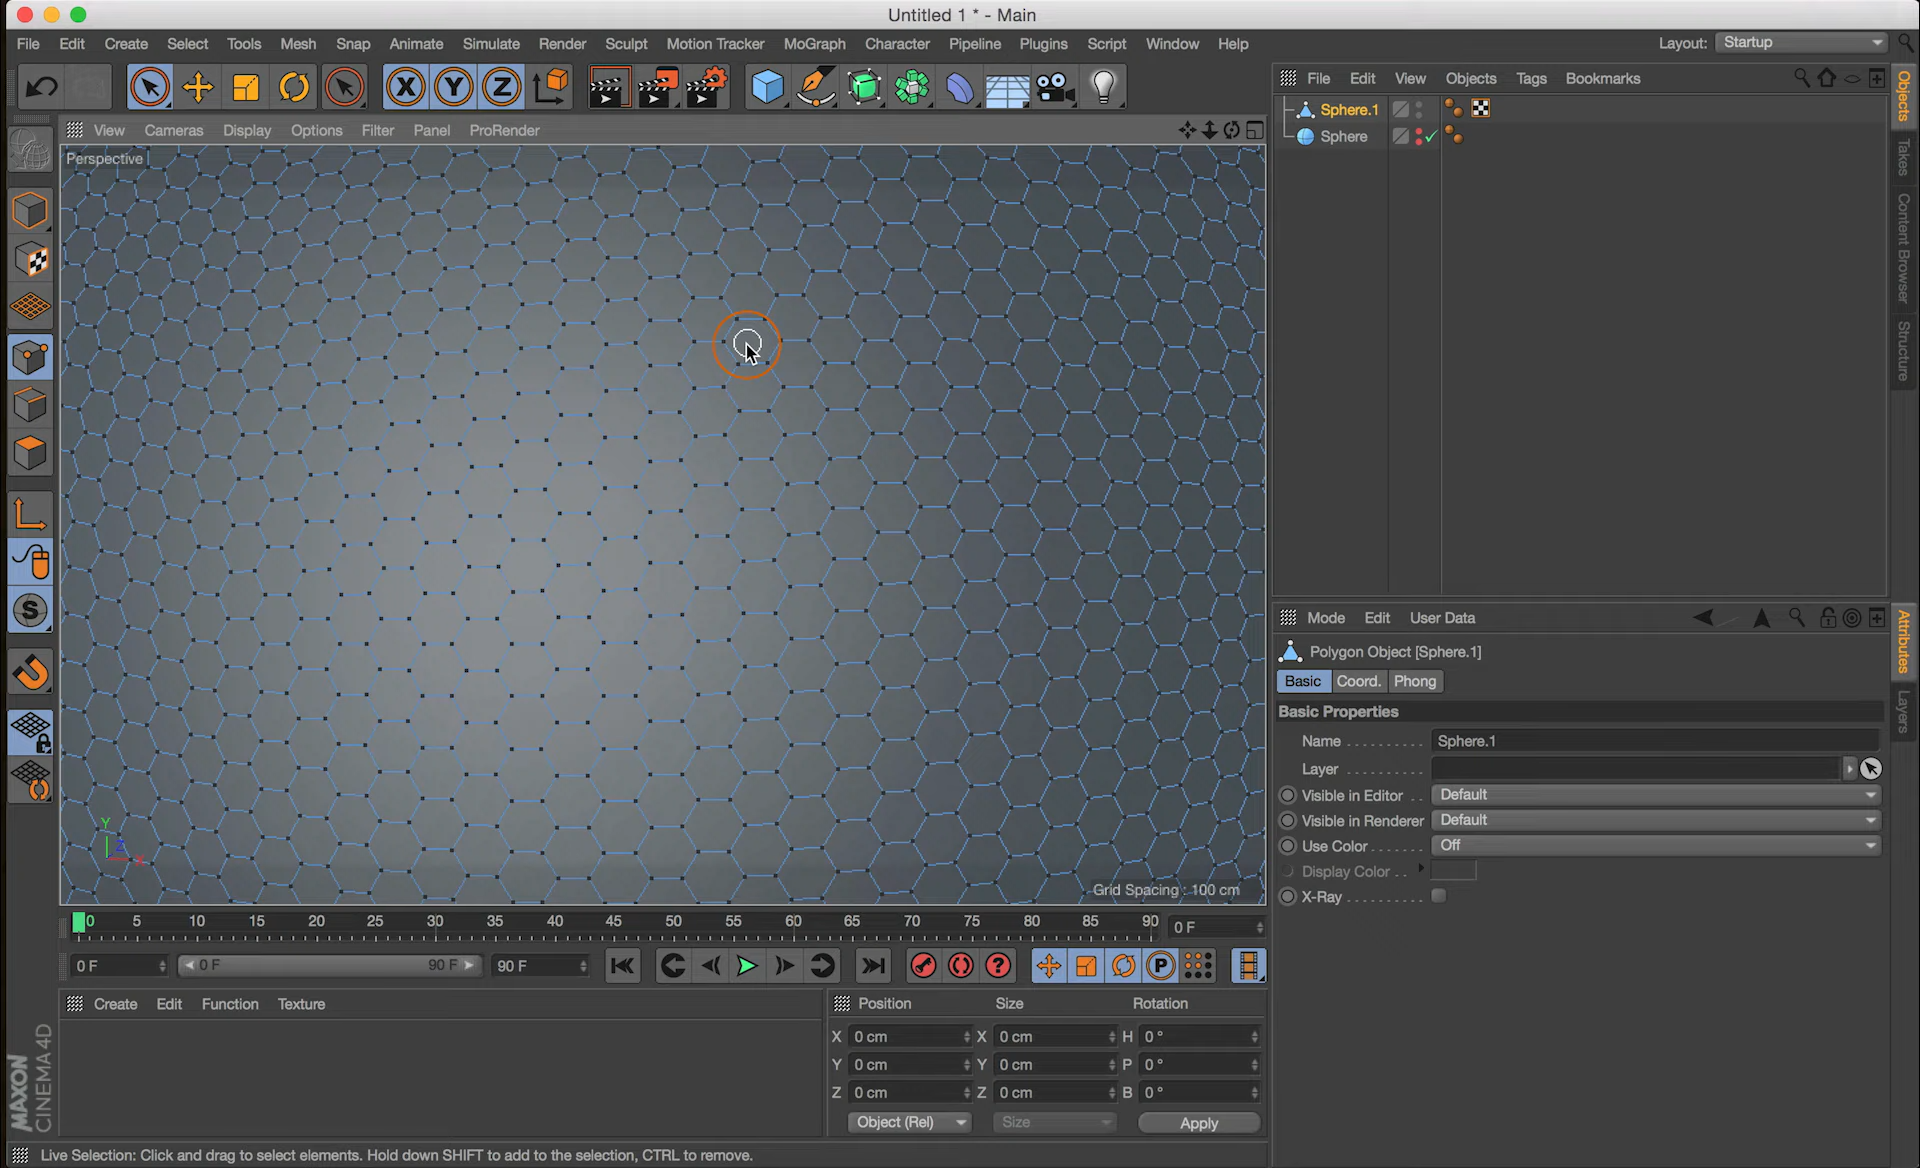 Untitled 1 * - Main
File Edit Create Select Tools Mesh Snap Animate Simulate Render Sculpt Motion Tracker MoGraph Character Pipeline Plugins Script Window Help Layout: Startup
X Y Z
File Edit View Objects Tags Bookmarks
Sphere.1
Sphere
View Cameras Display Options Filter Panel ProRender
Perspective
S
Y
Z
X
Grid Spacing : 100 cm
Objects
Takes
Content Browser
Structure
Mode Edit User Data
Polygon Object [Sphere.1]
Basic Coord. Phong
Basic Properties
Name Sphere.1
Layer
Visible in Editor Default
Visible in Renderer Default
Use Color Off
Display Color
X-Ray
Attributes
Layers
0 5 10 15 20 25 30 35 40 45 50 55 60 65 70 75 80 85 90 0 F
0 F 0 F 90 F 90 F ? P
Create Edit Function Texture
Position Size Rotation
X 0 cm X 0 cm H 0 °
Y 0 cm Y 0 cm P 0 °
Z 0 cm Z 0 cm B 0 °
Object (Rel) Size Apply
MAXON
CINEMA 4D
Live Selection: Click and drag to select elements. Hold down SHIFT to add to the selection, CTRL to remove.